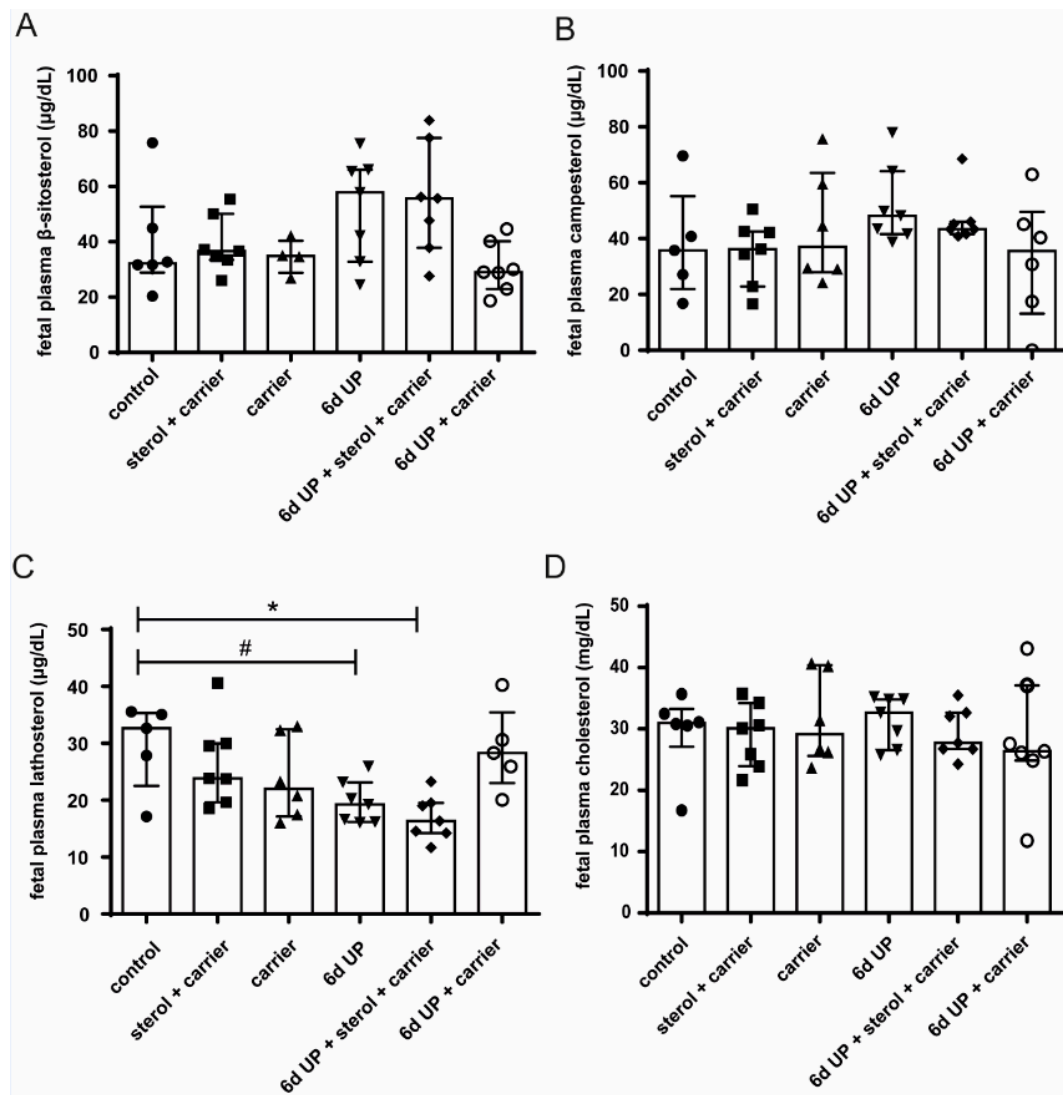 A
fetal plasma β-sitosterol (µg/dL)
100
80
60
40
20
0
control
sterol + carrier
carrier
6d UP
6d UP + sterol + carrier
6d UP + carrier
B
fetal plasma campesterol (µg/dL)
100
80
60
40
20
0
control
sterol + carrier
carrier
6d UP
6d UP + sterol + carrier
6d UP + carrier
C
fetal plasma lathosterol (µg/dL)
50
40
30
20
10
0
*
#
control
sterol + carrier
carrier
6d UP
6d UP + sterol + carrier
6d UP + carrier
D
fetal plasma cholesterol (mg/dL)
50
40
30
20
10
0
control
sterol + carrier
carrier
6d UP
6d UP + sterol + carrier
6d UP + carrier